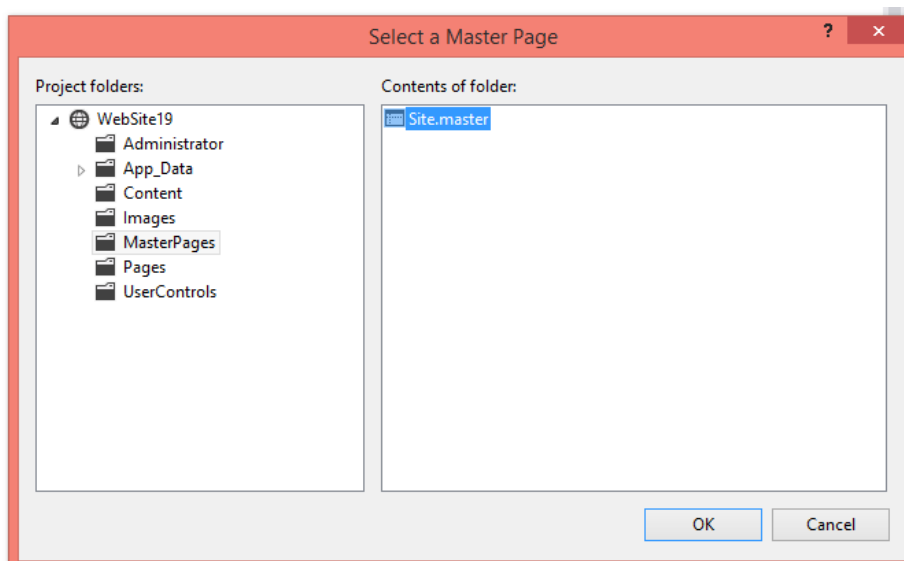 Select a Master Page
?
Project folders:
Contents of folder:
WebSite19
Administrator
App_Data
Content
Images
MasterPages
Pages
UserControls
Site.master
OK
Cancel